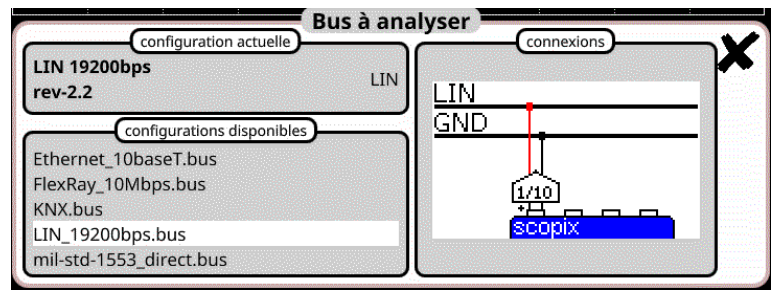 Bus à analyser
configuration actuelle
LIN 19200bps
rev-2.2
LIN
configurations disponibles
Ethernet_10baseT.bus
FlexRay_10Mbps.bus
KNX.bus
LIN_19200bps.bus
mil-std-1553_direct.bus
connexions
LIN
GND
1/10
+
scopix